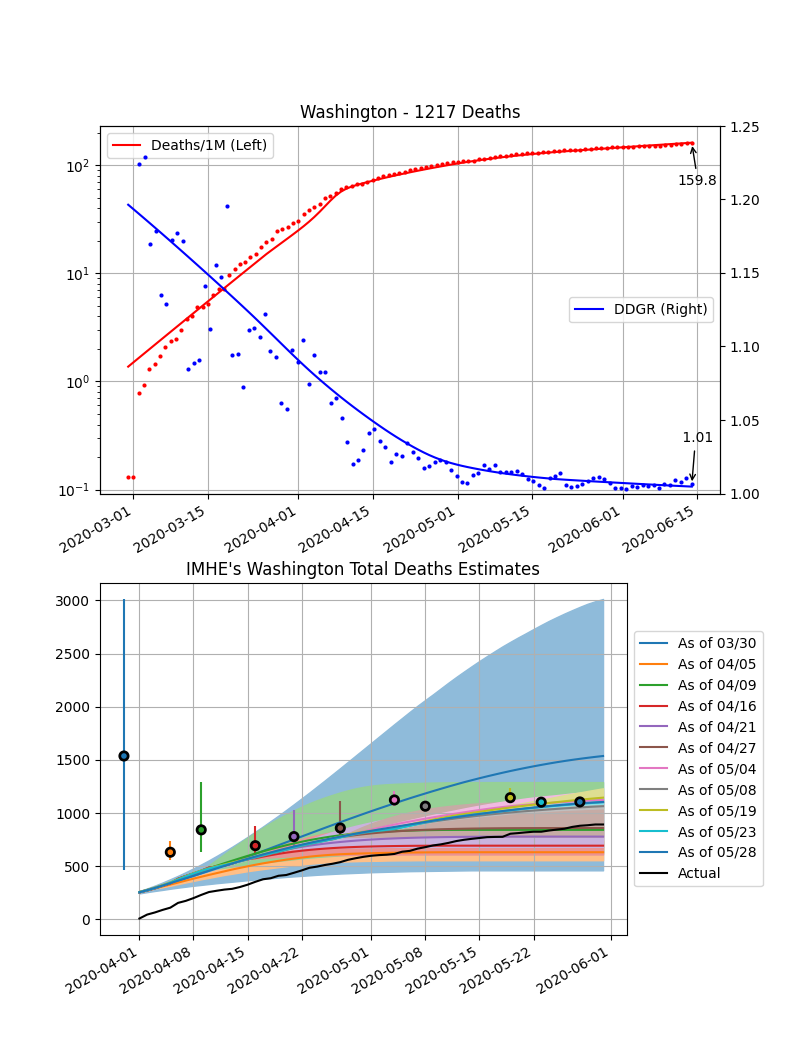 Washington - 1217 Deaths
Deaths/1M (Left)
DDGR (Right)
159.8
1.01
10²
10¹
10⁰
10⁻¹
1.25
1.20
1.15
1.10
1.05
1.00
2020-03-01
2020-03-15
2020-04-01
2020-04-15
2020-05-01
2020-05-15
2020-06-01
2020-06-15
IMHE's Washington Total Deaths Estimates
3000
2500
2000
1500
1000
500
0
2020-04-01
2020-04-08
2020-04-15
2020-04-22
2020-05-01
2020-05-08
2020-05-15
2020-05-22
2020-06-01
As of 03/30
As of 04/05
As of 04/09
As of 04/16
As of 04/21
As of 04/27
As of 05/04
As of 05/08
As of 05/19
As of 05/23
As of 05/28
Actual